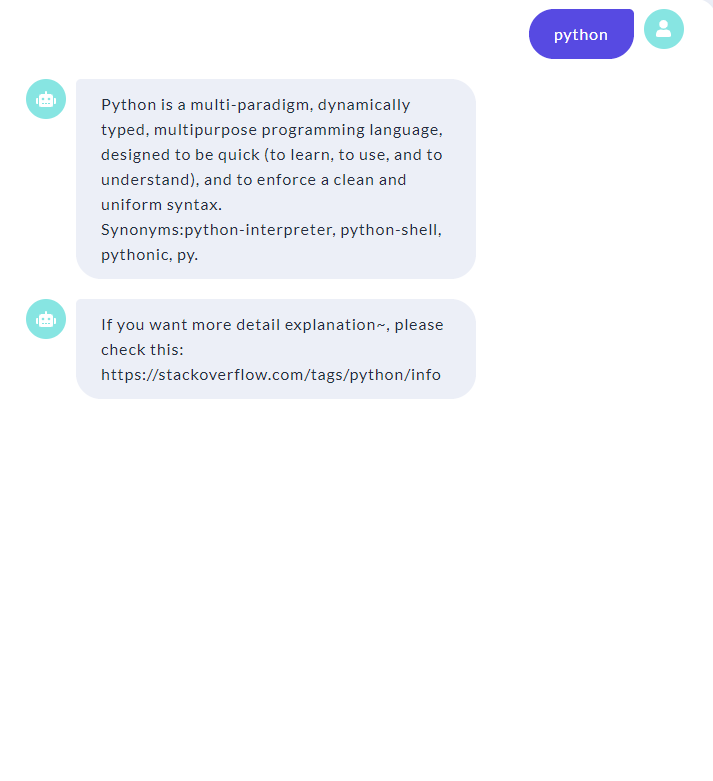 python
Python is a multi-paradigm, dynamically
typed, multipurpose programming language,
designed to be quick (to learn, to use, and to
understand), and to enforce a clean and
uniform syntax.
Synonyms:python-interpreter, python-shell,
pythonic, py.
If you want more detail explanation~, please
check this:
https://stackoverflow.com/tags/python/info